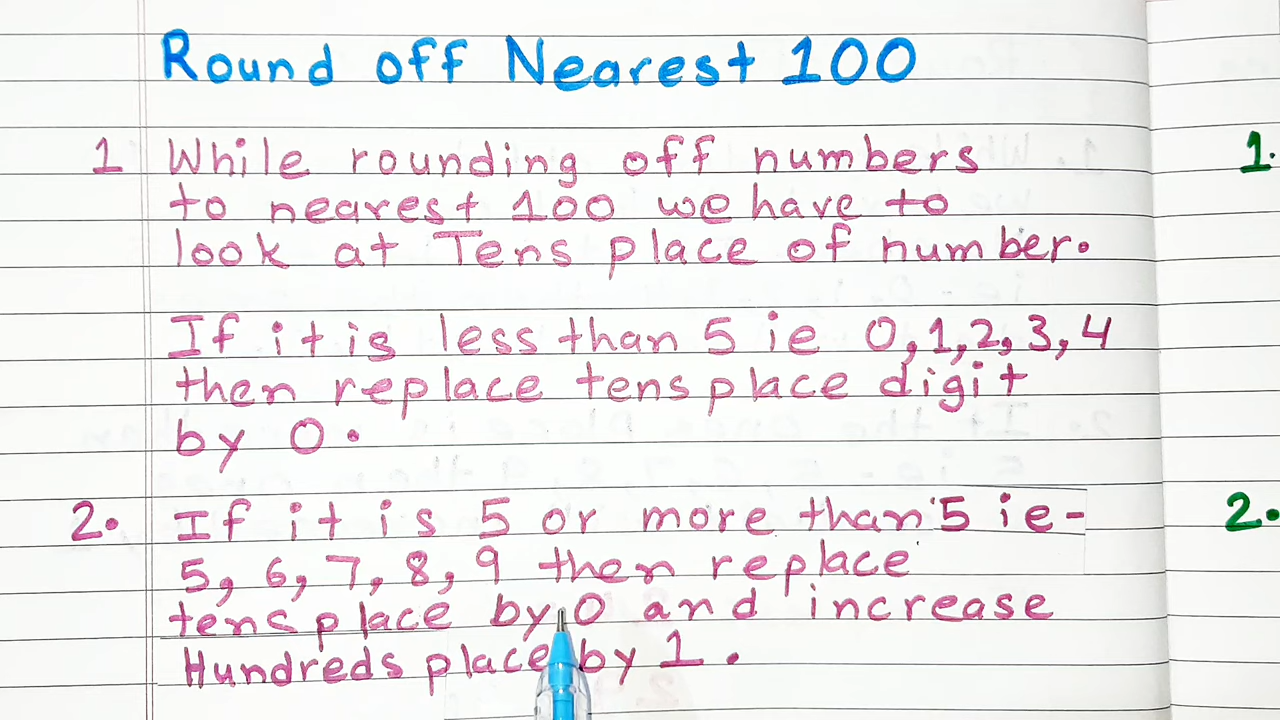 Round off Nearest 100
1 While rounding off numbers
to nearest 100 we have to
look at Tens place of number.
If it is less than 5 ie 0,1,2,3,4
then replace tens place digit
by 0.
2. If it is 5 or more than 5 ie-
5, 6, 7, 8, 9 then replace
tens place by 0 and increase
Hundreds place by 1.
1.
2.